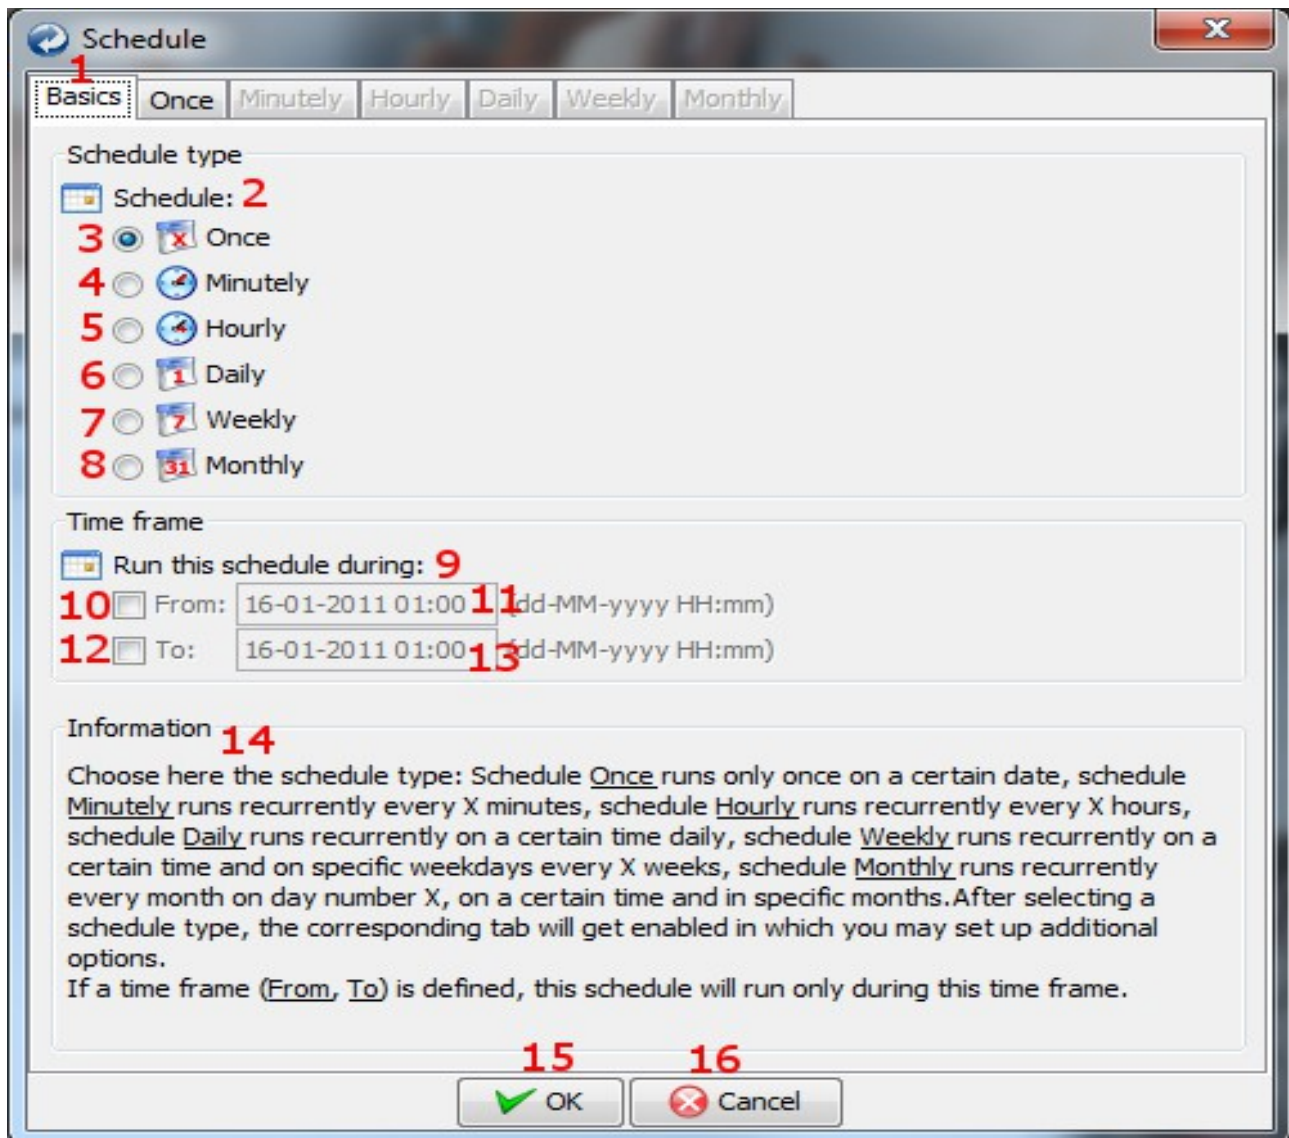 Schedule
1
Basics Once Minutely Hourly Daily Weekly Monthly
Schedule type
Schedule: 2
3 X Once
4 Minutely
5 Hourly
6 1 Daily
7 7 Weekly
8 31 Monthly
Time frame
Run this schedule during: 9
10 From: 16-01-2011 01:00 11 (dd-MM-yyyy HH:mm)
12 To: 16-01-2011 01:00 13 (dd-MM-yyyy HH:mm)
Information 14
Choose here the schedule type: Schedule Once runs only once on a certain date, schedule
Minutely runs recurrently every X minutes, schedule Hourly runs recurrently every X hours,
schedule Daily runs recurrently on a certain time daily, schedule Weekly runs recurrently on a
certain time and on specific weekdays every X weeks, schedule Monthly runs recurrently
every month on day number X, on a certain time and in specific months.After selecting a
schedule type, the corresponding tab will get enabled in which you may set up additional
options.
If a time frame (From, To) is defined, this schedule will run only during this time frame.
15 16
OK Cancel